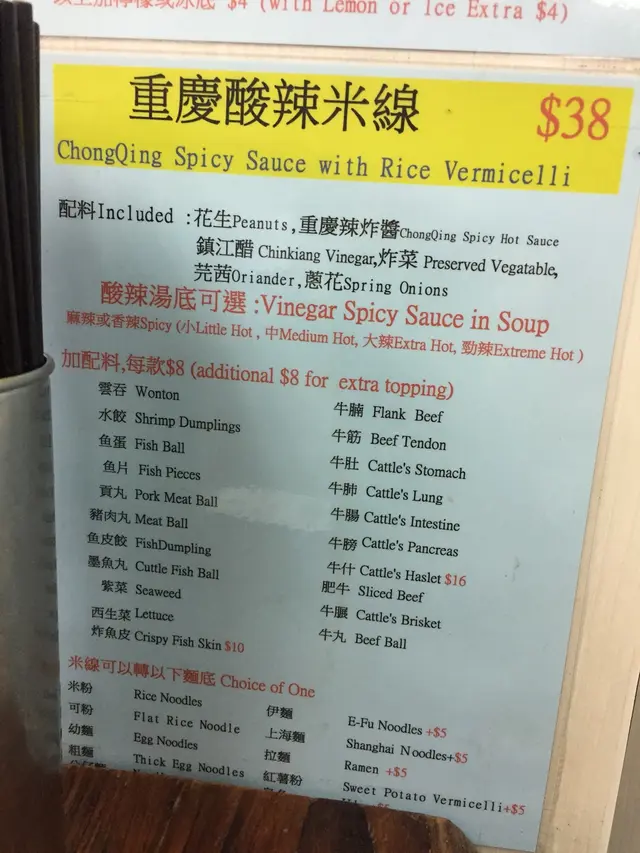 $4 (with Lemon or Ice Extra $4)
重慶酸辣米線 $38
ChongQing Spicy Sauce with Rice Vermicelli
配料Included :花生Peanuts,重慶辣炸醬ChongQing Spicy Hot Sauce
鎮江醋 Chinkiang Vinegar,炸菜 Preserved Vegatable,
芫茜Oriander,蔥花Spring Onions
酸辣湯底可選 :Vinegar Spicy Sauce in Soup
麻辣或香辣Spicy (小Little Hot , 中Medium Hot, 大辣Extra Hot, 勁辣Extreme Hot )
加配料,每款$8 (additional $8 for extra topping)
雲吞 Wonton
水餃 Shrimp Dumplings
魚蛋 Fish Ball
魚片 Fish Pieces
貢丸 Pork Meat Ball
豬肉丸 Meat Ball
魚皮餃 FishDumpling
墨魚丸 Cuttle Fish Ball
紫菜 Seaweed
西生菜 Lettuce
炸魚皮 Crispy Fish Skin $10
牛腩 Flank Beef
牛筋 Beef Tendon
牛肚 Cattle's Stomach
牛肺 Cattle's Lung
牛腸 Cattle's Intestine
牛膀 Cattle's Pancreas
牛什 Cattle's Haslet $16
肥牛 Sliced Beef
牛𦟌 Cattle's Brisket
牛丸 Beef Ball
米線可以轉以下麵底 Choice of One
米粉 Rice Noodles
可粉 Flat Rice Noodle
幼麵 Egg Noodles
粗麵 Thick Egg Noodles
伊麵 E-Fu Noodles +$5
上海麵 Shanghai Noodles+$5
拉麵 Ramen +$5
紅薯粉 Sweet Potato Vermicelli+$5